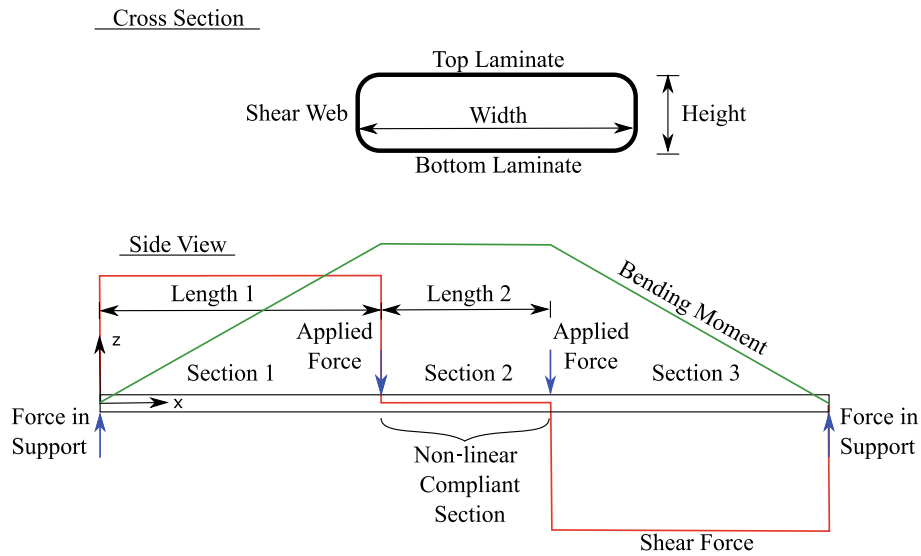 Cross Section
Top Laminate
Shear Web
Width
Height
Bottom Laminate
Side View
Length 1
Length 2
Bending Moment
Applied
Force
Applied
Force
z
Section 1
Section 2
Section 3
x
Force in
Support
Force in
Support
Non-linear
Compliant
Section
Shear Force